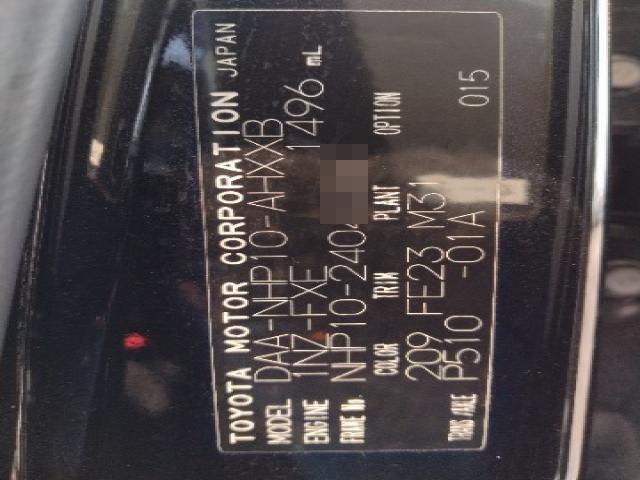 TOYOTA MOTOR CORPORATION JAPAN
MODEL DAA-NHP10-AHXXB
ENGINE 1NZ-FXE 1496 mL
FRAME No. NHP10-2404
COLOR TRIM PLANT OPTION
209 FE23 M31
TRANS AXLE P510 -01A 015